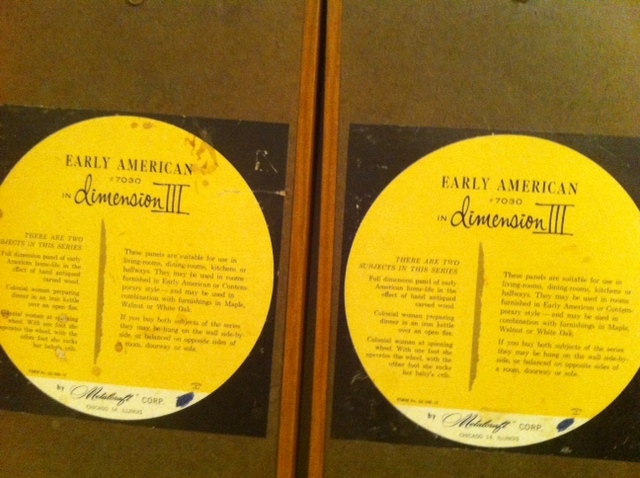 EARLY AMERICAN
#7030
IN dimension III
THERE ARE TWO
SUBJECTS IN THIS SERIES
Full dimension panel of early
American home-life in the
effect of hand antiqued
carved wood.
Colonial woman preparing
dinner in an iron kettle
over an open fire.
Colonial woman at spinning
wheel. With one foot she
operates the wheel, with the
other foot she rocks
her baby's crib.
These panels are suitable for use in
living-rooms, dining-rooms, kitchens or
hallways. They may be used in rooms
furnished in Early American or Contem-
porary style — and may be used in
combination with furnishings in Maple,
Walnut or White Oak.
If you buy both subjects of the series
they may be hung on the wall side-by-
side, or balanced on opposite sides of
a room, doorway or sofa.
by Metalcraft CORP.
CHICAGO 14, ILLINOIS
EARLY AMERICAN
#7030
IN dimension III
THERE ARE TWO
SUBJECTS IN THIS SERIES
Full dimension panel of early-
American home-life in the
effect of hand antiqued
carved wood.
Colonial woman preparing
dinner in an iron kettle
over an open fire.
Colonial woman at spinning
wheel. With one foot she
operates the wheel, with the
other foot she rocks
her baby's crib.
These panels are suitable for use in
living-rooms, dining-rooms, kitchens or
hallways. They may be used in rooms
furnished in Early American or Contem-
porary style — and may be used in
combination with furnishings in Maple,
Walnut or White Oak.
If you buy both subjects of the series
they may be hung on the wall side-by-
side, or balanced on opposite sides of
a room, doorway or sofa.
by Metalcraft CORP.
CHICAGO 14, ILLINOIS